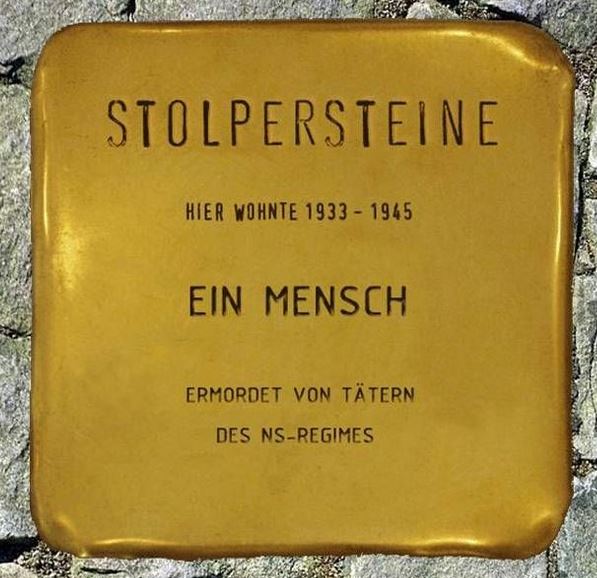 STOLPERSTEINE
HIER WOHNTE 1933 - 1945
EIN MENSCH
ERMORDET VON TÄTERN
DES NS-REGIMES